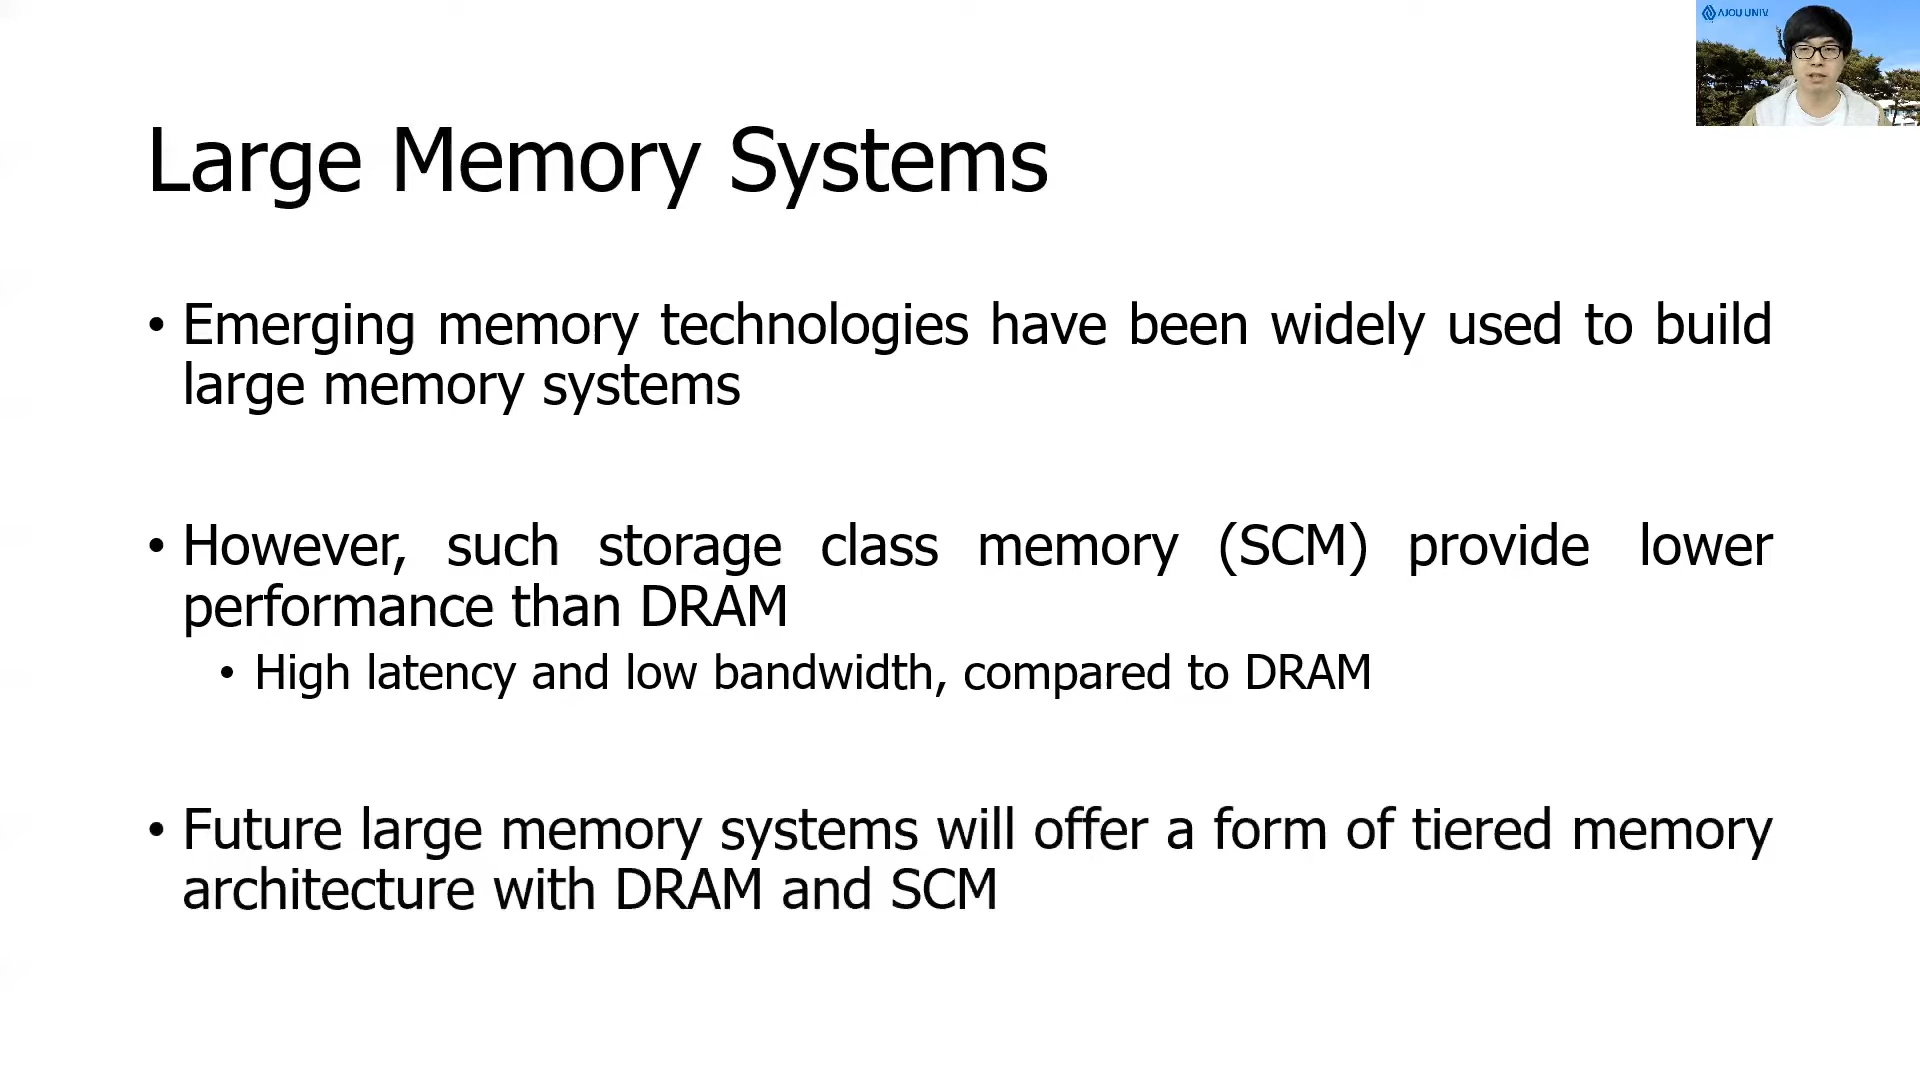 AJOU UNIV.
Large Memory Systems
• Emerging memory technologies have been widely used to build
large memory systems
• However, such storage class memory (SCM) provide lower
performance than DRAM
• High latency and low bandwidth, compared to DRAM
• Future large memory systems will offer a form of tiered memory
architecture with DRAM and SCM